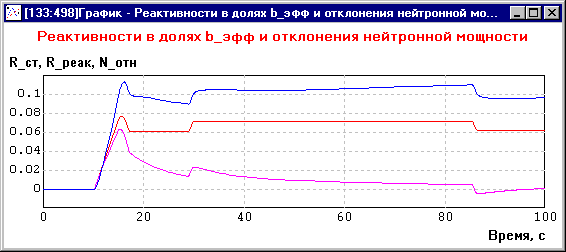 [133:498]График - Реактивности в долях b_эфф и отклонения нейтронной мо...
Реактивности в долях b_эфф и отклонения нейтронной мощности
R_ст, R_реак, N_отн
0.1
0.08
0.06
0.04
0.02
0
0 20 40 60 80 100
Время, с